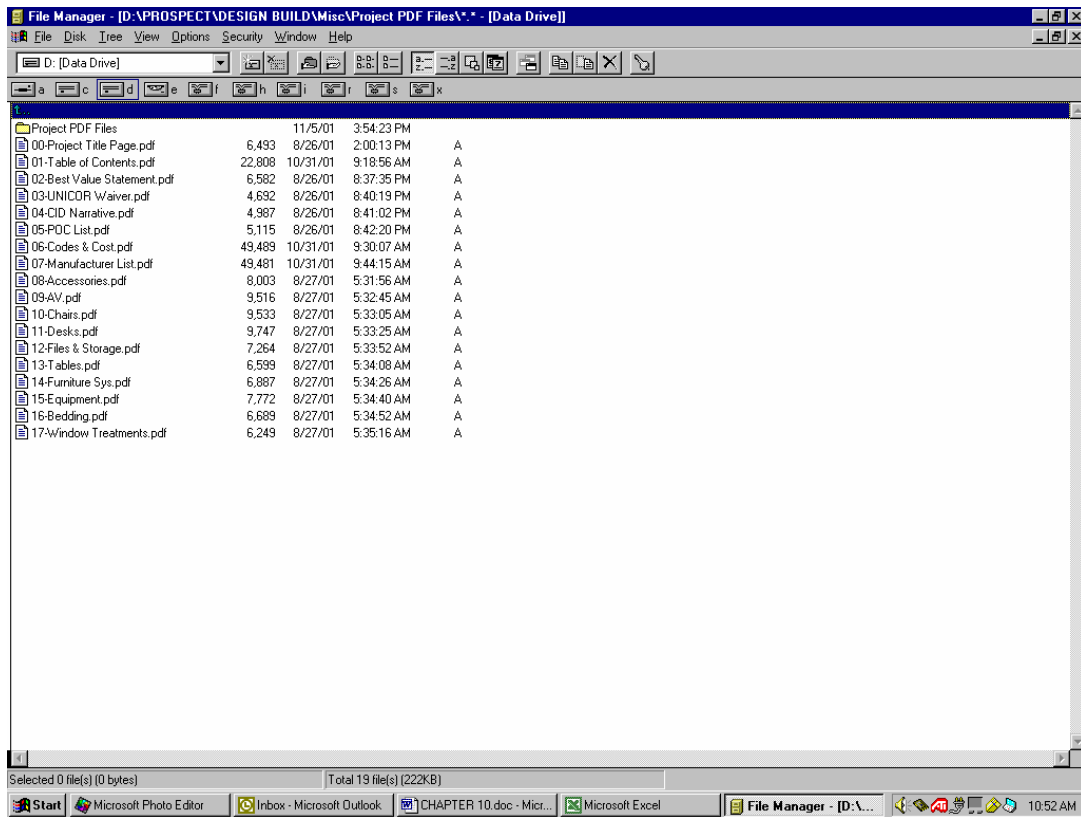 File Manager - [D:\PROSPECT\DESIGN BUILD\Misc\Project PDF Files\*.* - [Data Drive]]
File Disk Tree View Options Security Window Help
D: [Data Drive]
a c d e f h i r s x
..
Project PDF Files 11/5/01 3:54:23 PM
00-Project Title Page.pdf 6,493 8/26/01 2:00:13 PM A
01-Table of Contents.pdf 22,808 10/31/01 9:18:56 AM A
02-Best Value Statement.pdf 6,582 8/26/01 8:37:35 PM A
03-UNICOR Waiver.pdf 4,692 8/26/01 8:40:19 PM A
04-CID Narrative.pdf 4,987 8/26/01 8:41:02 PM A
05-POC List.pdf 5,115 8/26/01 8:42:20 PM A
06-Codes & Cost.pdf 49,489 10/31/01 9:30:07 AM A
07-Manufacturer List.pdf 49,481 10/31/01 9:44:15 AM A
08-Accessories.pdf 8,003 8/27/01 5:31:56 AM A
09-AV.pdf 9,516 8/27/01 5:32:45 AM A
10-Chairs.pdf 9,533 8/27/01 5:33:05 AM A
11-Desks.pdf 9,747 8/27/01 5:33:25 AM A
12-Files & Storage.pdf 7,264 8/27/01 5:33:52 AM A
13-Tables.pdf 6,599 8/27/01 5:34:08 AM A
14-Furniture Sys.pdf 6,887 8/27/01 5:34:26 AM A
15-Equipment.pdf 7,772 8/27/01 5:34:40 AM A
16-Bedding.pdf 6,689 8/27/01 5:34:52 AM A
17-Window Treatments.pdf 6,249 8/27/01 5:35:16 AM A
Selected 0 file(s) (0 bytes) Total 19 file(s) (222KB)
Start Microsoft Photo Editor Inbox - Microsoft Outlook CHAPTER 10.doc - Micr... Microsoft Excel File Manager - [D:\... 10:52 AM